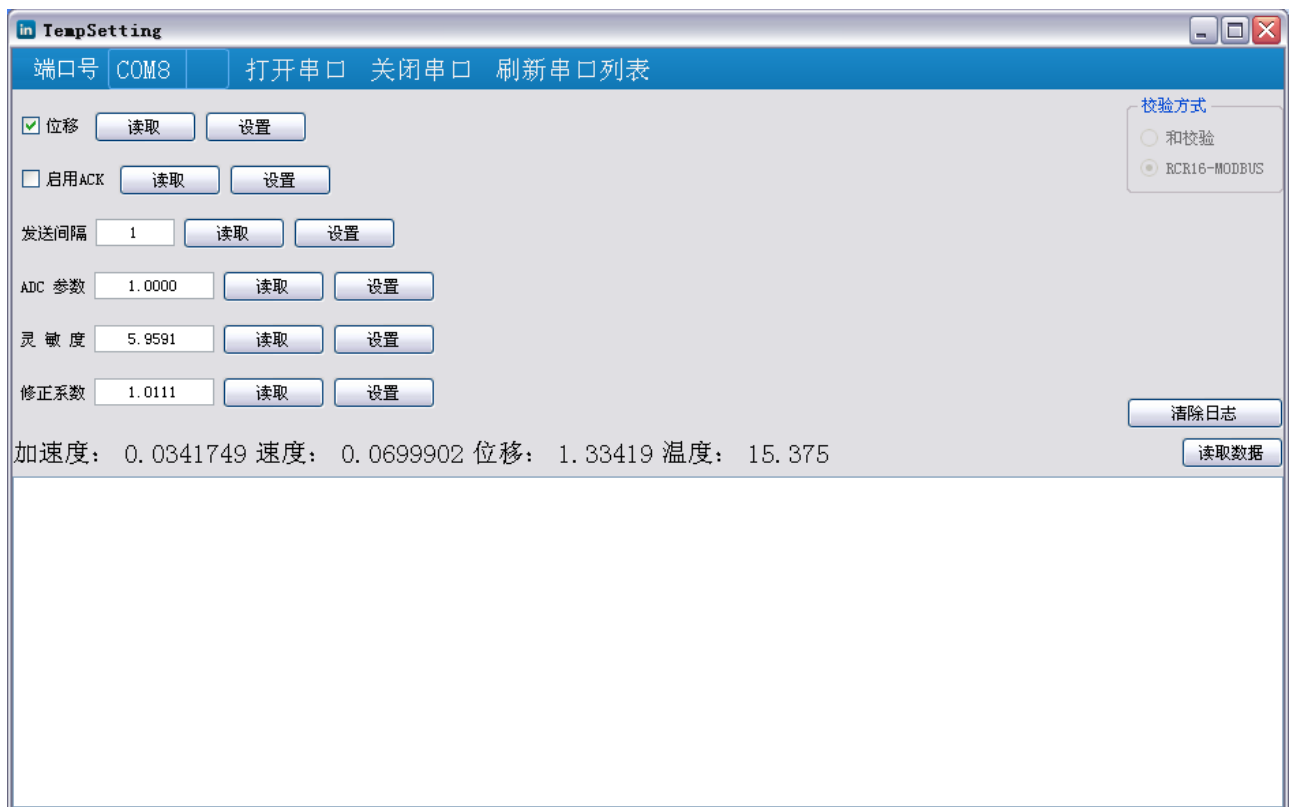 in TempSetting
端口号 COM8 打开串口 关闭串口 刷新串口列表
校验方式
位移 读取 设置
和校验
RCR16-MODBUS
启用ACK 读取 设置
发送间隔 1 读取 设置
ADC 参数 1.0000 读取 设置
灵 敏 度 5.9591 读取 设置
修正系数 1.0111 读取 设置
清除日志
加速度： 0.0341749 速度： 0.0699902 位移： 1.33419 温度： 15.375 读取数据